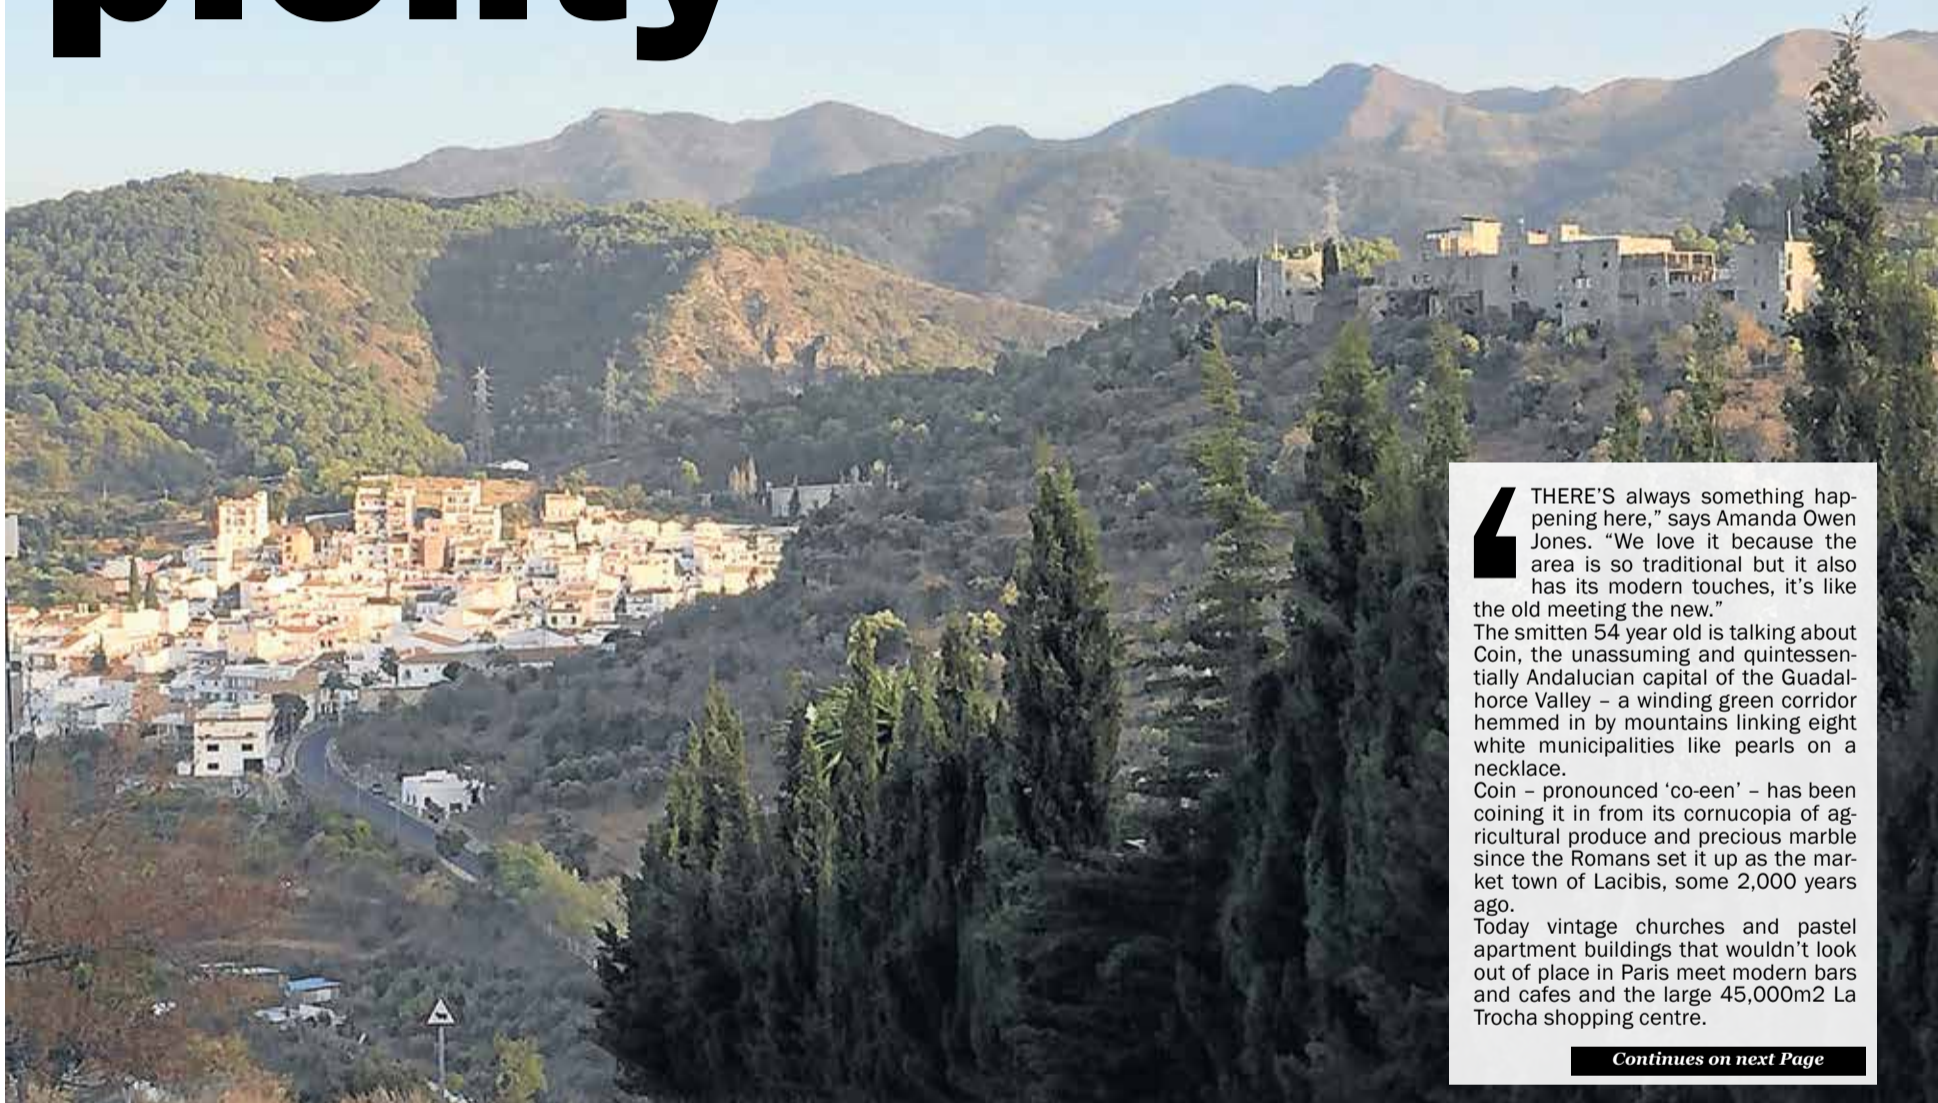 plenty
‘THERE’S always something hap-
pening here,” says Amanda Owen
Jones. “We love it because the
area is so traditional but it also
has its modern touches, it’s like
the old meeting the new.”
The smitten 54 year old is talking about
Coin, the unassuming and quintessen-
tially Andalucian capital of the Guadal-
horce Valley – a winding green corridor
hemmed in by mountains linking eight
white municipalities like pearls on a
necklace.
Coin – pronounced ‘co-een’ – has been
coining it in from its cornucopia of ag-
ricultural produce and precious marble
since the Romans set it up as the mar-
ket town of Lacibis, some 2,000 years
ago.
Today vintage churches and pastel
apartment buildings that wouldn’t look
out of place in Paris meet modern bars
and cafes and the large 45,000m2 La
Trocha shopping centre.
Continues on next Page